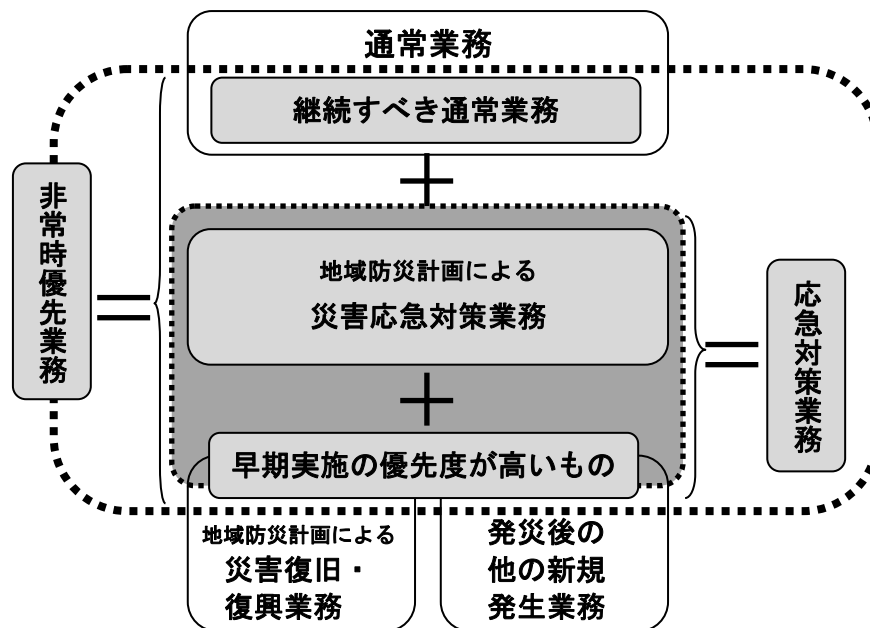 通常業務
継続すべき通常業務
＋
非常時優先業務
＝
地域防災計画による
災害応急対策業務
＝
応急対策業務
＋
早期実施の優先度が高いもの
地域防災計画による
災害復旧・
復興業務
発災後の
他の新規
発生業務